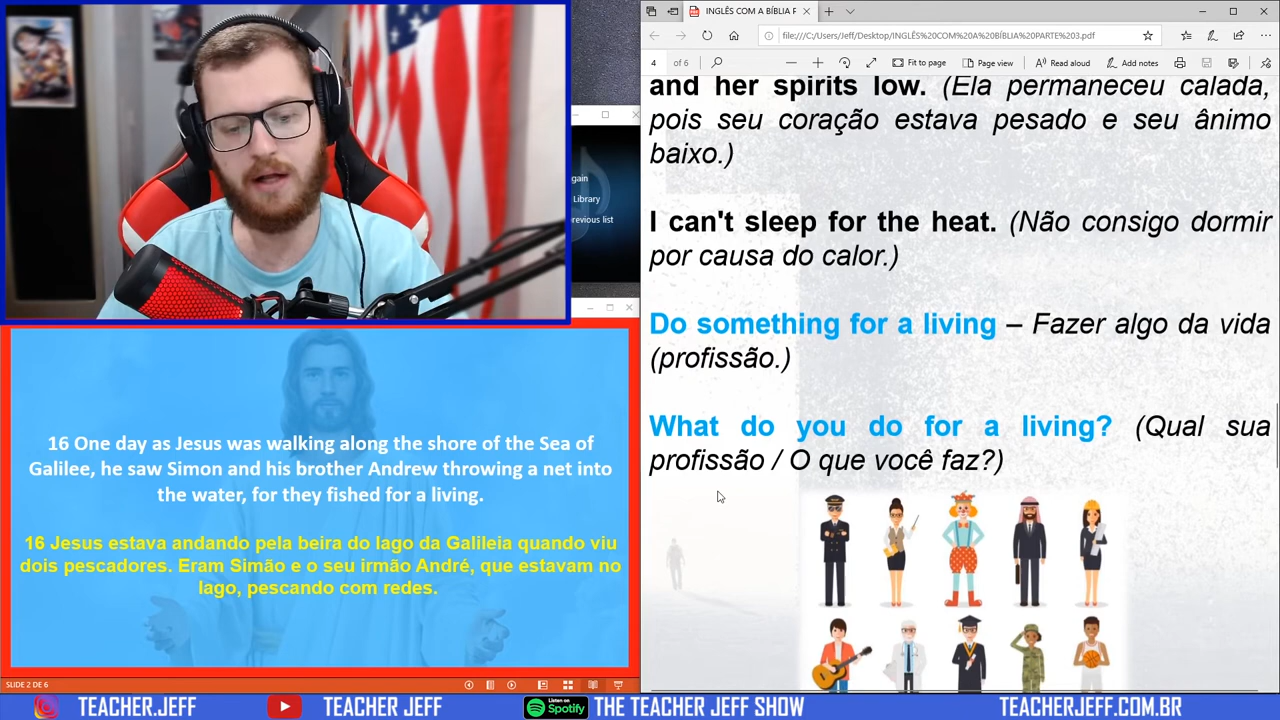 INGLÊS COM A BÍBLIA P
file:///C:/Users/Jeff/Desktop/INGLÊS%20COM%20A%20BÍBLIA%20PARTE%203.pdf
4 of 6
Fit to page
Page view
Read aloud
Add notes
and her spirits low. (Ela permaneceu calada,
pois seu coração estava pesado e seu ânimo
baixo.)
I can't sleep for the heat. (Não consigo dormir
por causa do calor.)
Do something for a living – Fazer algo da vida
(profissão.)
What do you do for a living? (Qual sua
profissão / O que você faz?)
gain
Library
revious list
16 One day as Jesus was walking along the shore of the Sea of
Galilee, he saw Simon and his brother Andrew throwing a net into
the water, for they fished for a living.
16 Jesus estava andando pela beira do lago da Galileia quando viu
dois pescadores. Eram Simão e o seu irmão André, que estavam no
lago, pescando com redes.
SLIDE 2 DE 6
TEACHER.JEFF
TEACHER JEFF
Listen on
Spotify
THE TEACHER JEFF SHOW
TEACHERJEFF.COM.BR